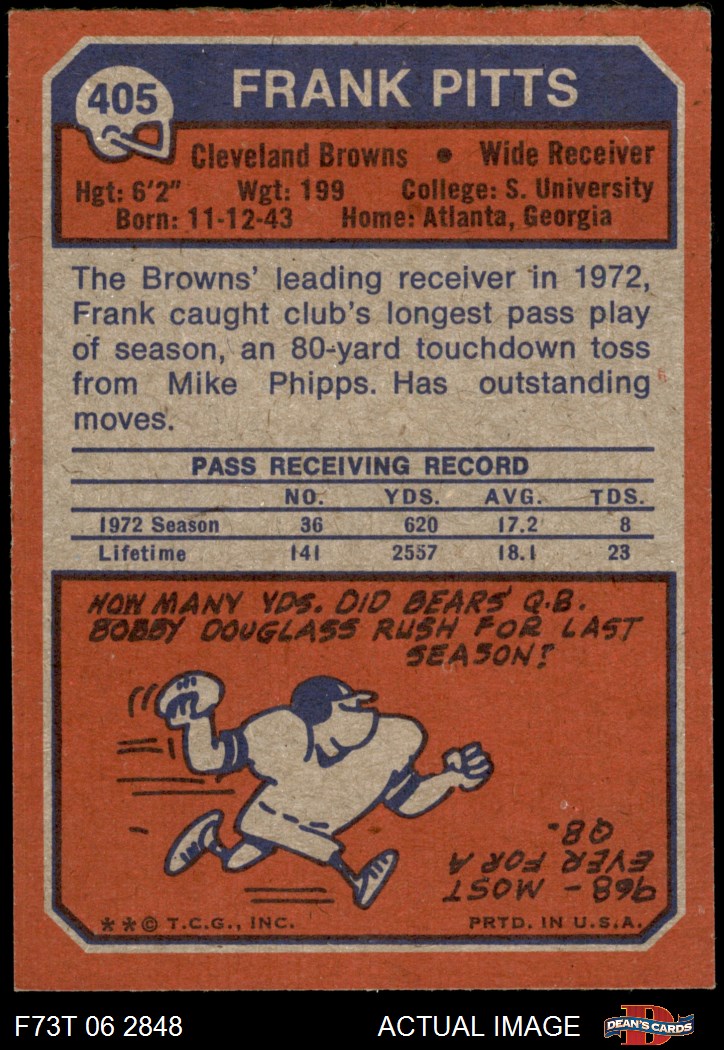 405
FRANK PITTS
Cleveland Browns • Wide Receiver
Hgt: 6'2" Wgt: 199 College: S. University
Born: 11-12-43 Home: Atlanta, Georgia
The Browns' leading receiver in 1972,
Frank caught club's longest pass play
of season, an 80-yard touchdown toss
from Mike Phipps. Has outstanding
moves.
PASS RECEIVING RECORD
NO. YDS. AVG. TDS.
1972 Season 36 620 17.2 8
Lifetime 141 2557 18.1 23
HOW MANY YDS. DID BEARS' Q.B.
BOBBY DOUGLASS RUSH FOR LAST
SEASON?
968 - MOST
EVER FOR A
QB.
**© T.C.G., INC. PRTD. IN U.S.A.
F73T 06 2848 ACTUAL IMAGE D DEAN'S CARDS